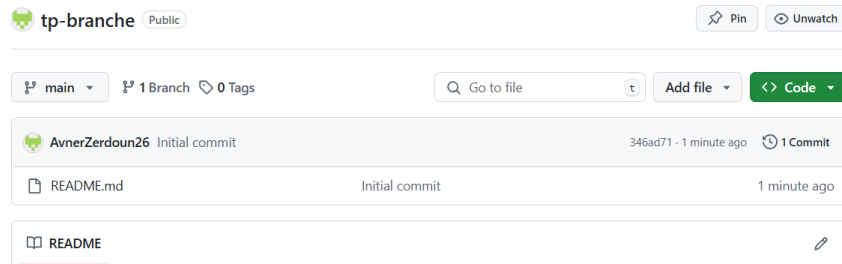 tp-branche Public Pin Unwatch
main 1 Branch 0 Tags Go to file t Add file Code
AvnerZerdoun26 Initial commit 346ad71 · 1 minute ago 1 Commit
README.md Initial commit 1 minute ago
README